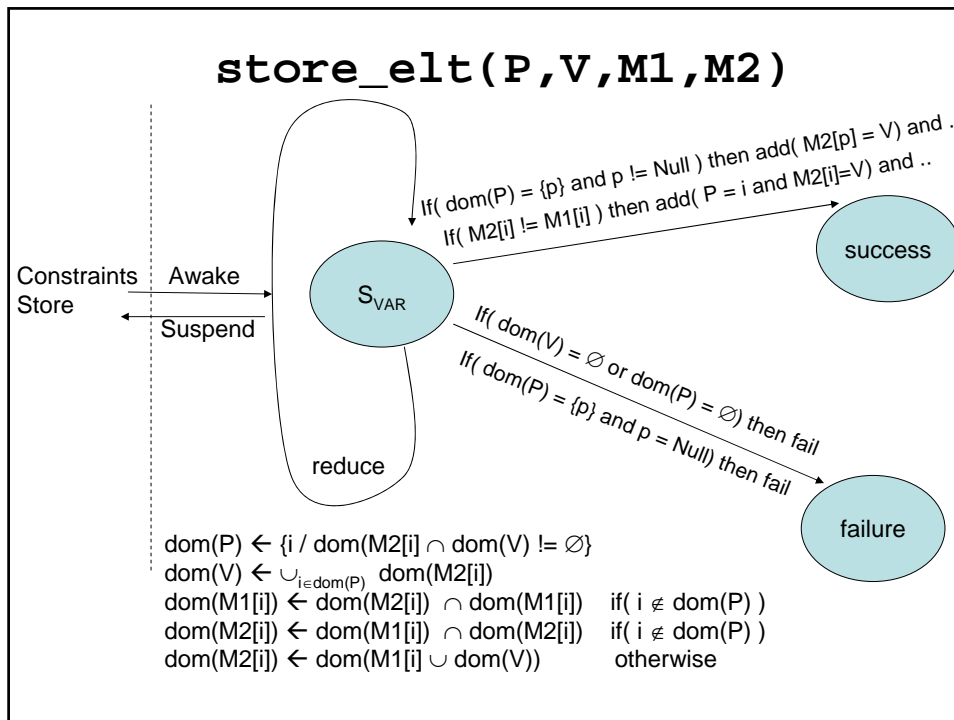 store_elt(P,V,M1,M2)
If( dom(P) = {p} and p != Null ) then add( M2[p] = V) and ..
If( M2[i] != M1[i] ) then add( P = i and M2[i]=V) and ..
success
Constraints
Store
Awake
Suspend
SVAR
If( dom(V) = ∅ or dom(P) = ∅) then fail
If( dom(P) = {p} and p = Null) then fail
reduce
failure
dom(P) ← {i / dom(M2[i] ∩ dom(V) != ∅}
dom(V) ← ∪i∈dom(P) dom(M2[i])
dom(M1[i]) ← dom(M2[i]) ∩ dom(M1[i]) if( i ∉ dom(P) )
dom(M2[i]) ← dom(M1[i]) ∩ dom(M2[i]) if( i ∉ dom(P) )
dom(M2[i]) ← dom(M1[i] ∪ dom(V)) otherwise